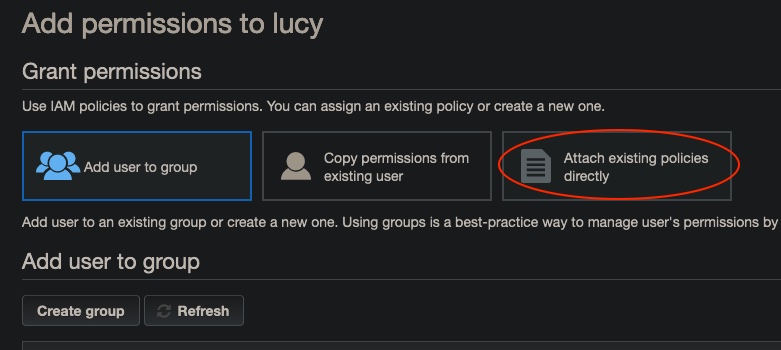 Add permissions to lucy
Grant permissions
Use IAM policies to grant permissions. You can assign an existing policy or create a new one.
Add user to group
Copy permissions from
existing user
Attach existing policies
directly
Add user to an existing group or create a new one. Using groups is a best-practice way to manage user's permissions by
Add user to group
Create group
Refresh